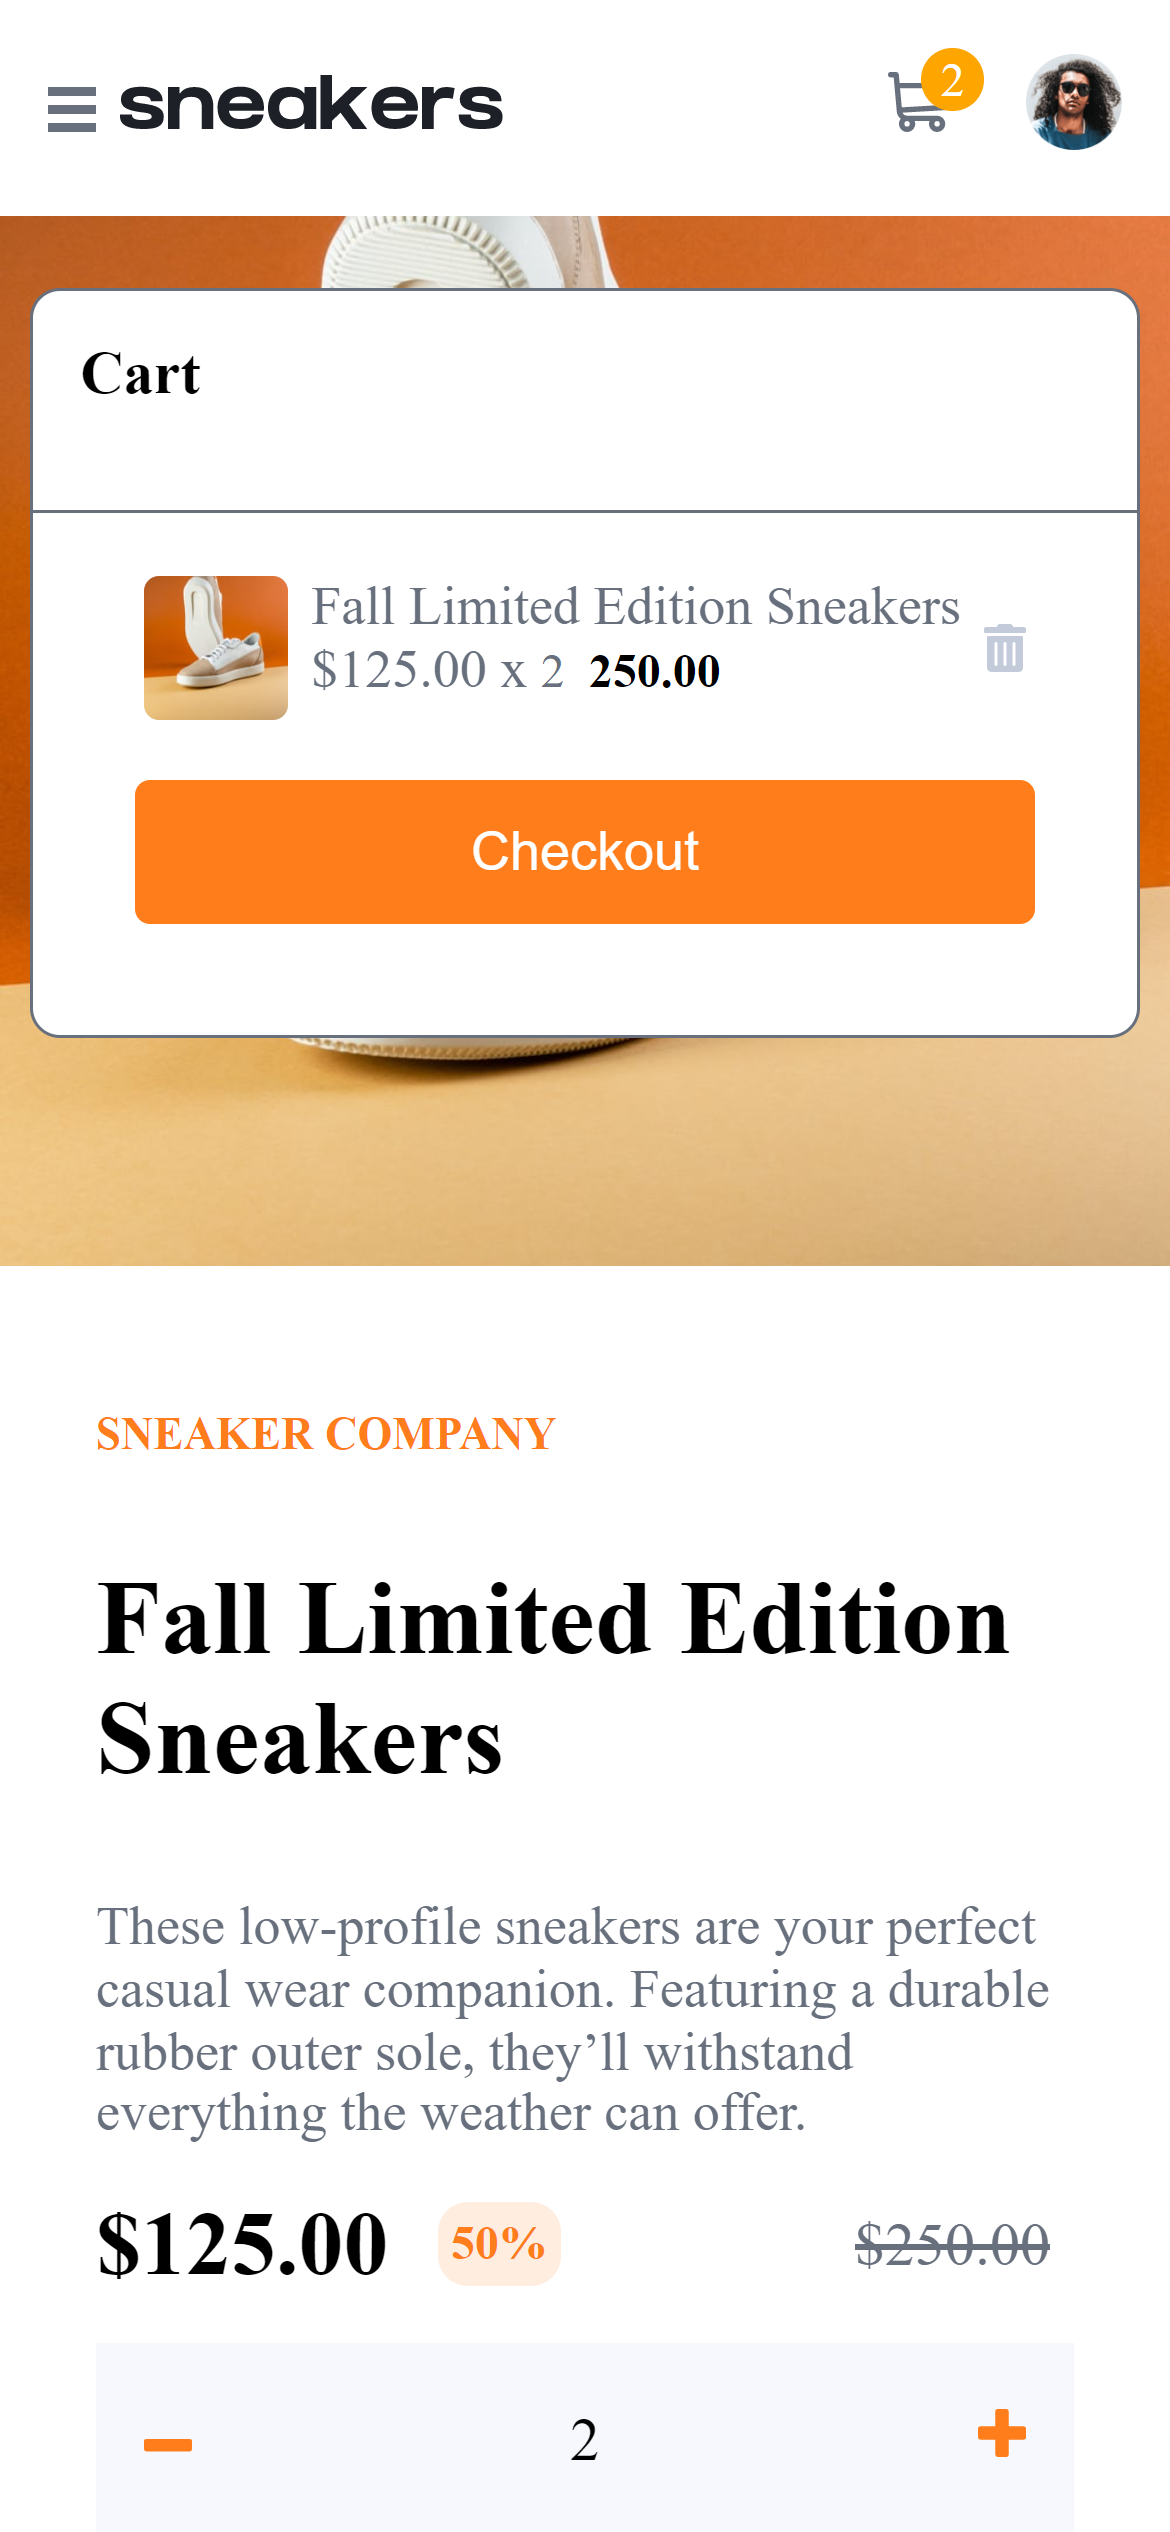 sneakers
2
Cart
Fall Limited Edition Sneakers
$125.00 x 2 250.00
Checkout
SNEAKER COMPANY
Fall Limited Edition
Sneakers
These low-profile sneakers are your perfect
casual wear companion. Featuring a durable
rubber outer sole, they’ll withstand
everything the weather can offer.
$125.00 50% $250.00
2